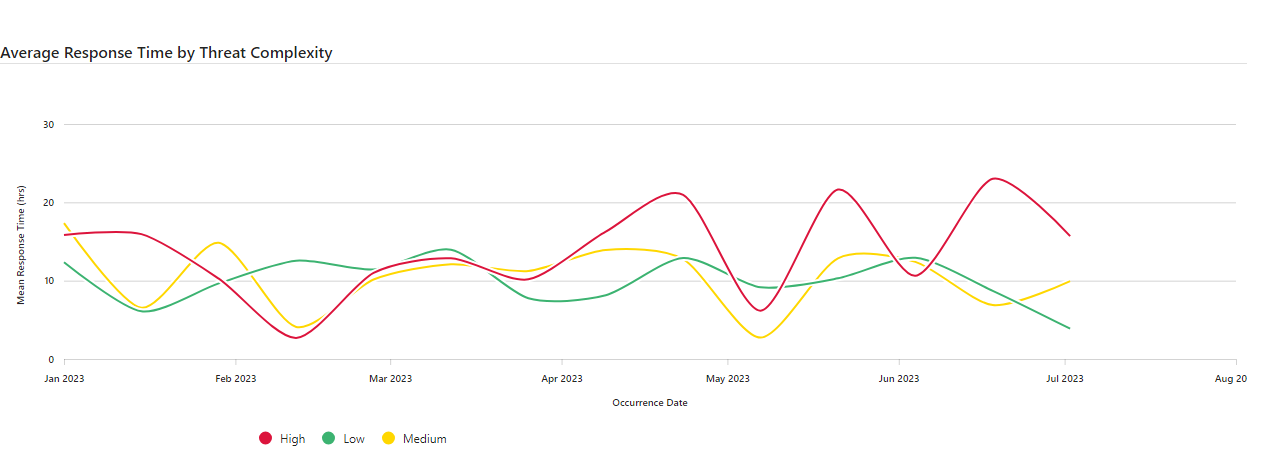 Average Response Time by Threat Complexity
30
20
10
0
Mean Response Time (hrs)
Jan 2023 Feb 2023 Mar 2023 Apr 2023 May 2023 Jun 2023 Jul 2023 Aug 20
Occurrence Date
High Low Medium